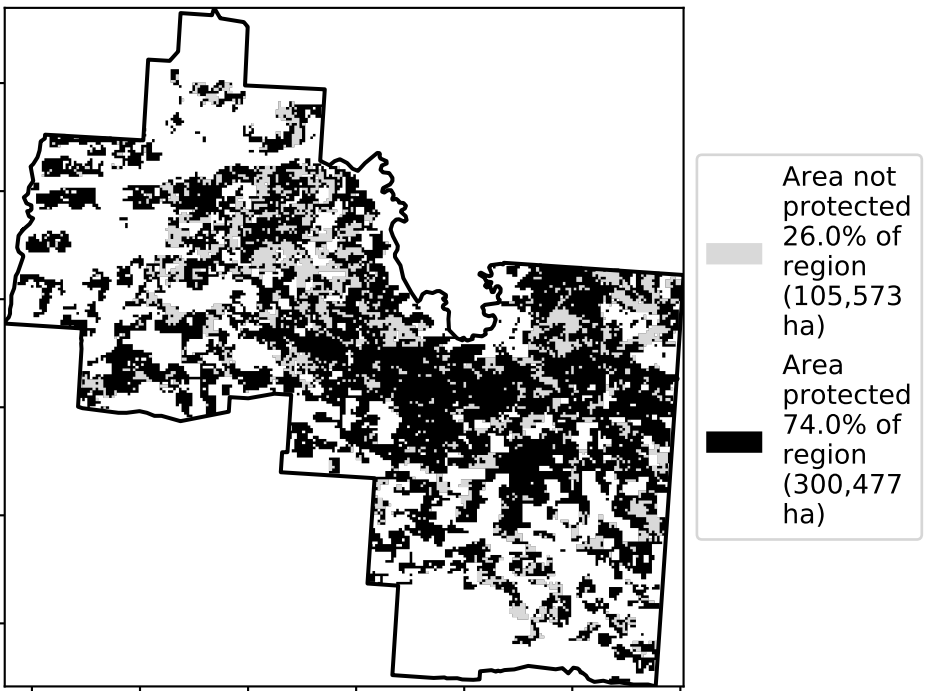 Area not
protected
26.0% of
region
(105,573
ha)
Area
protected
74.0% of
region
(300,477
ha)